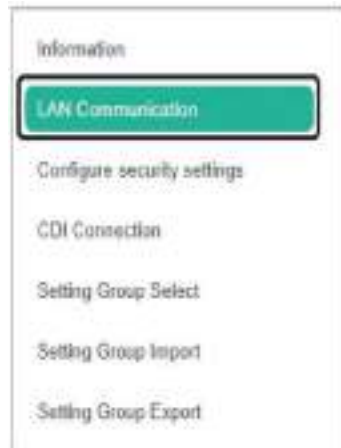 Information
LAN Communication
Configure security settings
CDI Connection
Setting Group Select
Setting Group Import
Setting Group Export